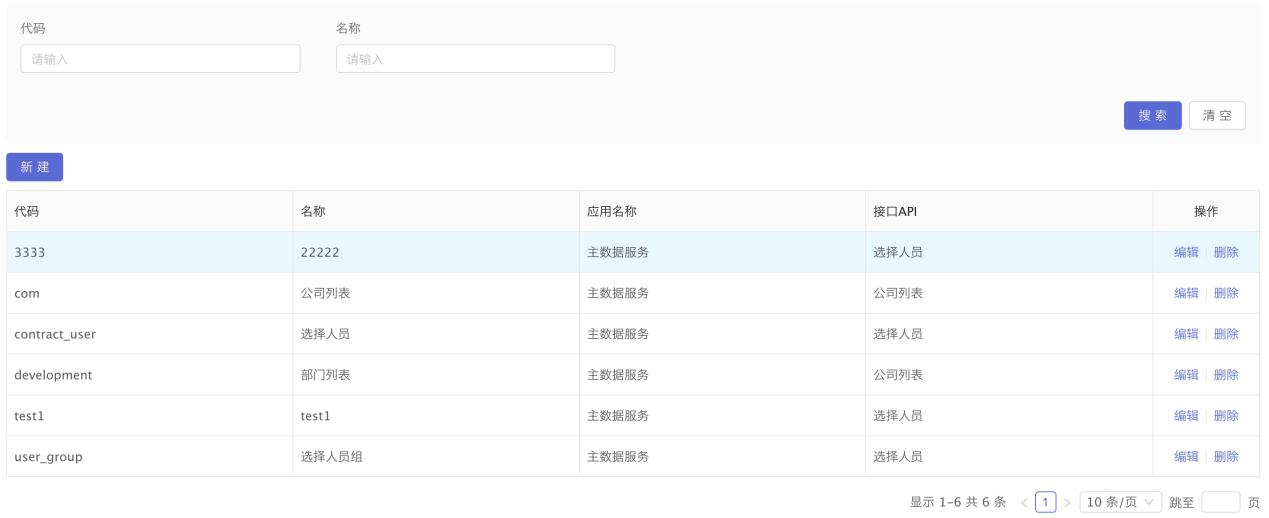 代码 名称
请输入 请输入
搜 索 清 空
新 建
代码 名称 应用名称 接口API 操作
3333 22222 主数据服务 选择人员 编辑 删除
com 公司列表 主数据服务 公司列表 编辑 删除
contract_user 选择人员 主数据服务 选择人员 编辑 删除
development 部门列表 主数据服务 公司列表 编辑 删除
test1 test1 主数据服务 选择人员 编辑 删除
user_group 选择人员组 主数据服务 选择人员 编辑 删除
显示 1-6 共 6 条 < 1 > 10 条/页 跳至 页